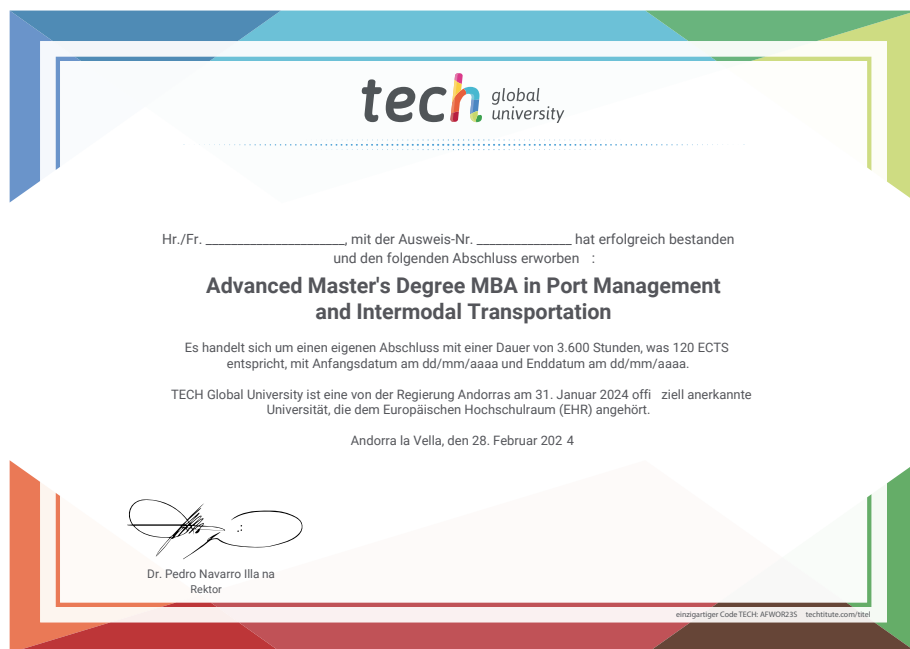 tech global
university
Hr./Fr. ______________________, mit der Ausweis-Nr. _______________ hat erfolgreich bestanden
und den folgenden Abschluss erworben :
Advanced Master's Degree MBA in Port Management
and Intermodal Transportation
Es handelt sich um einen eigenen Abschluss mit einer Dauer von 3.600 Stunden, was 120 ECTS
entspricht, mit Anfangsdatum am dd/mm/aaaa und Enddatum am dd/mm/aaaa.
TECH Global University ist eine von der Regierung Andorras am 31. Januar 2024 offi ziell anerkannte
Universität, die dem Europäischen Hochschulraum (EHR) angehört.
Andorra la Vella, den 28. Februar 202 4
Dr. Pedro Navarro Illa na
Rektor
einzigartiger Code TECH: AFWOR23S techtitute.com/titel